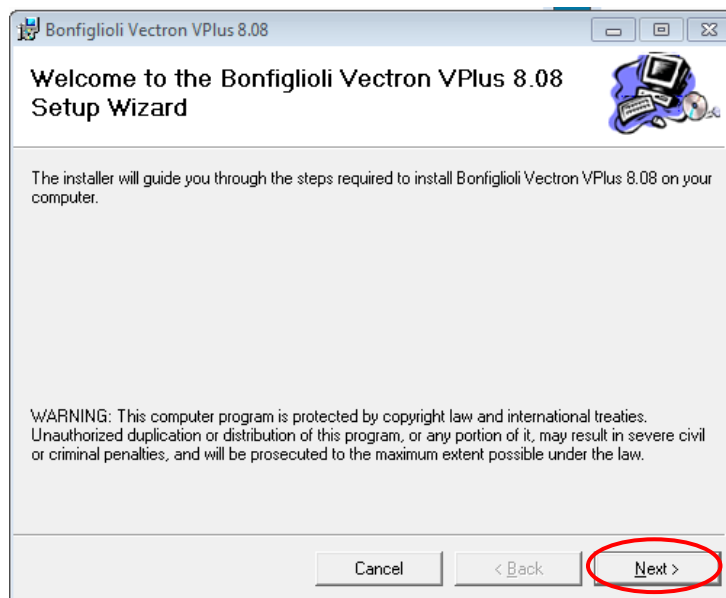 Bonfiglioli Vectron VPlus 8.08
Welcome to the Bonfiglioli Vectron VPlus 8.08
Setup Wizard
The installer will guide you through the steps required to install Bonfiglioli Vectron VPlus 8.08 on your
computer.
WARNING: This computer program is protected by copyright law and international treaties.
Unauthorized duplication or distribution of this program, or any portion of it, may result in severe civil
or criminal penalties, and will be prosecuted to the maximum extent possible under the law.
Cancel
< Back
Next >